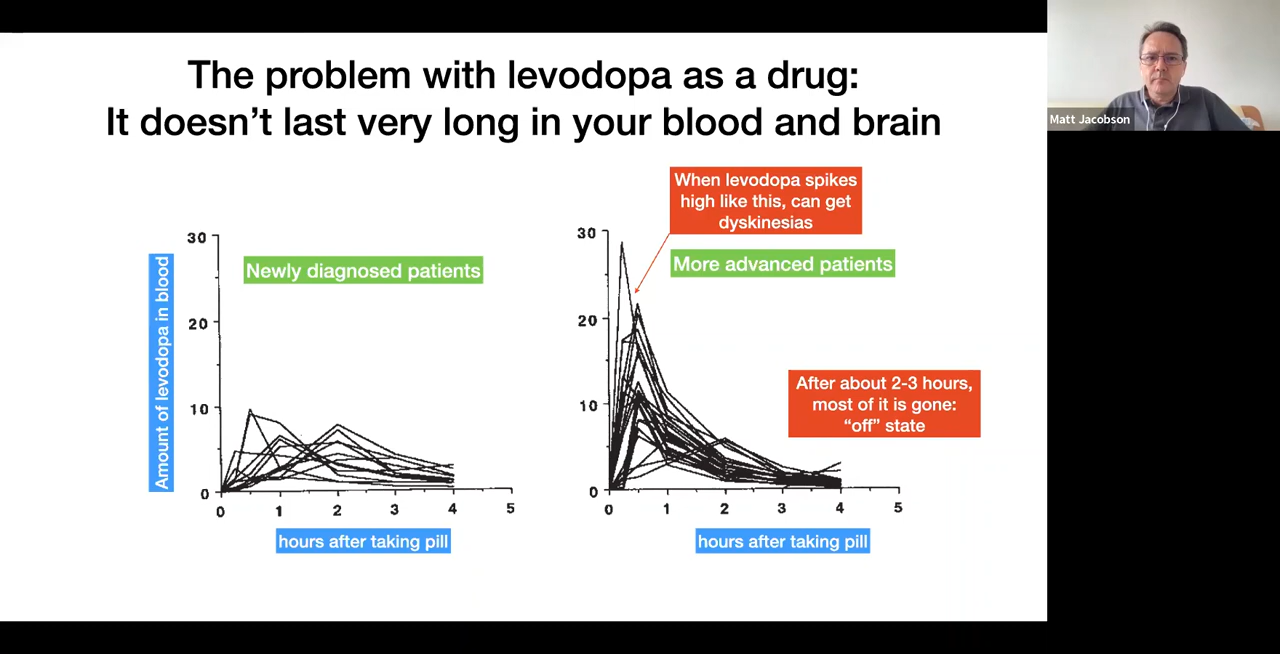 The problem with levodopa as a drug:
It doesn’t last very long in your blood and brain
Matt Jacobson
When levodopa spikes
high like this, can get
dyskinesias
Newly diagnosed patients
More advanced patients
Amount of levodopa in blood
30
20
10
0
0 1 2 3 4 5
hours after taking pill
30
20
10
0
0 1 2 3 4 5
hours after taking pill
After about 2-3 hours,
most of it is gone:
“off” state